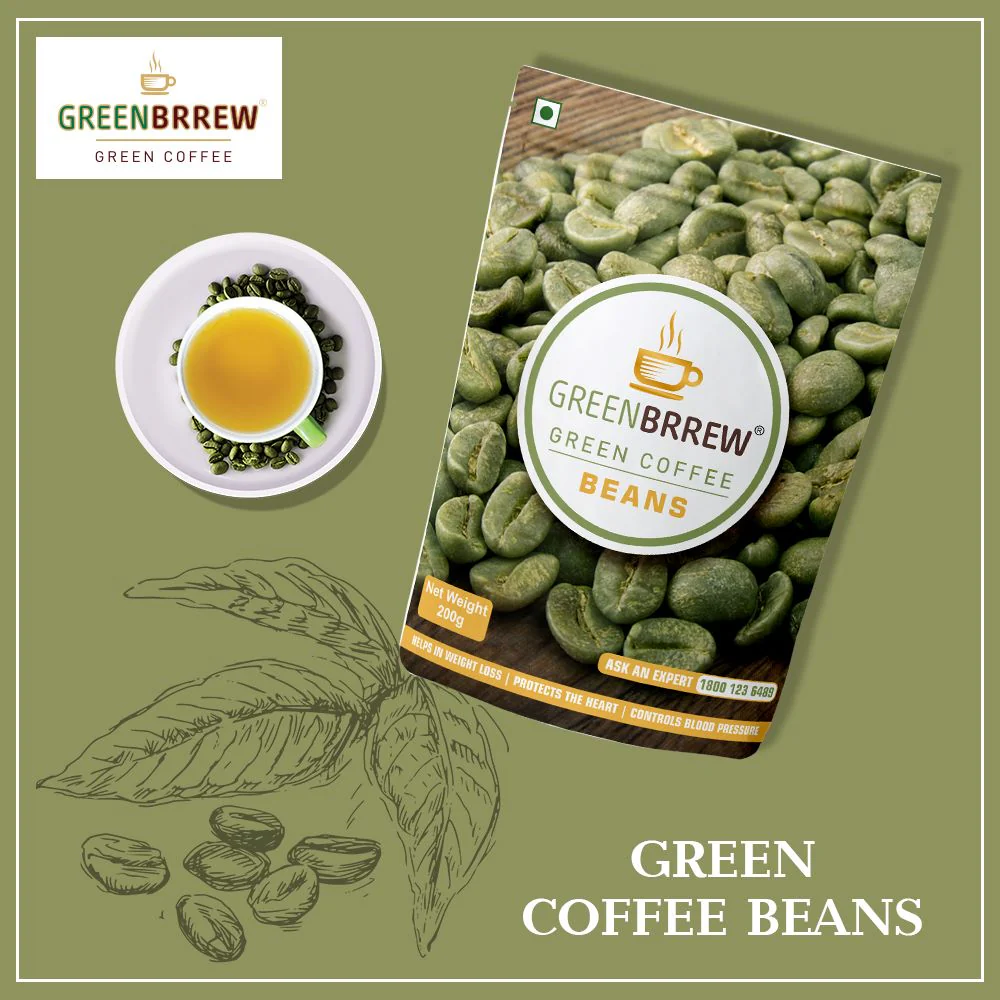 GREENBRREW®
GREEN COFFEE
GREENBRREW®
GREEN COFFEE
BEANS
Net Weight
200g
ASK AN EXPERT 1800 123 6489
HELPS IN WEIGHT LOSS | PROTECTS THE HEART | CONTROLS BLOOD PRESSURE
GREEN
COFFEE BEANS